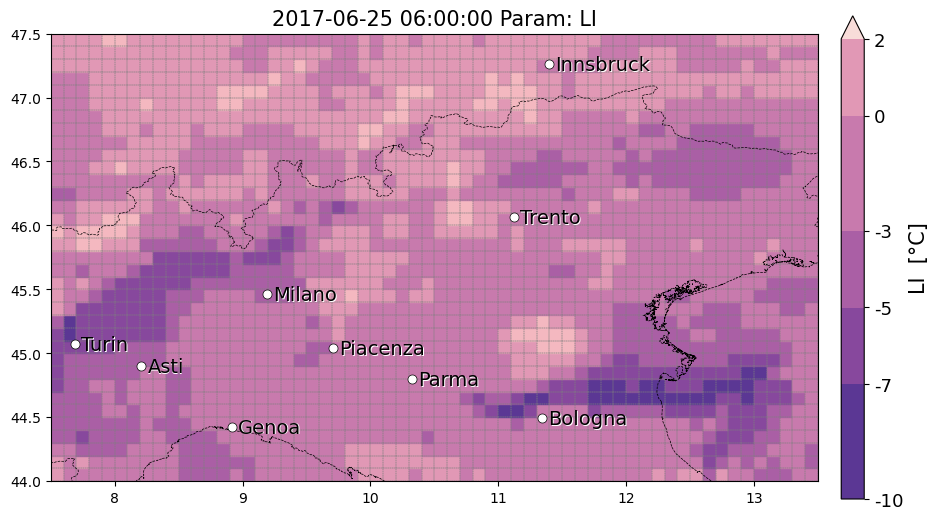 2017-06-25 06:00:00 Param: LI
47.5
47.0
46.5
46.0
45.5
45.0
44.5
44.0
8
9
10
11
12
13
Innsbruck
Trento
Milano
Turin
Piacenza
Asti
Parma
Bologna
Genoa
2
0
-3
-5
-7
-10
LI [°C]